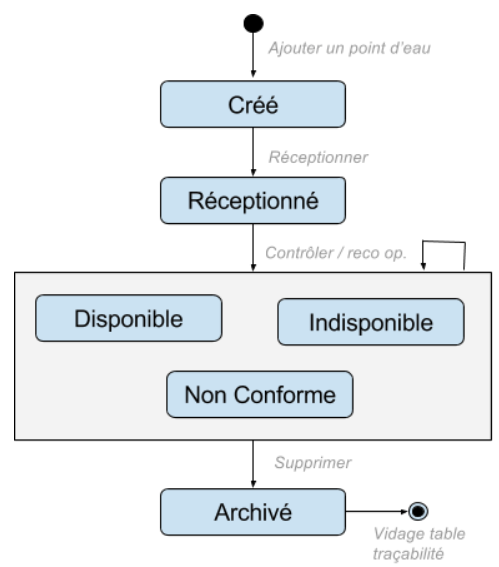 Ajouter un point d'eau
Créé
Réceptionner
Réceptionné
Contrôler / reco op.
Disponible
Indisponible
Non Conforme
Supprimer
Archivé
Vidage table
traçabilité